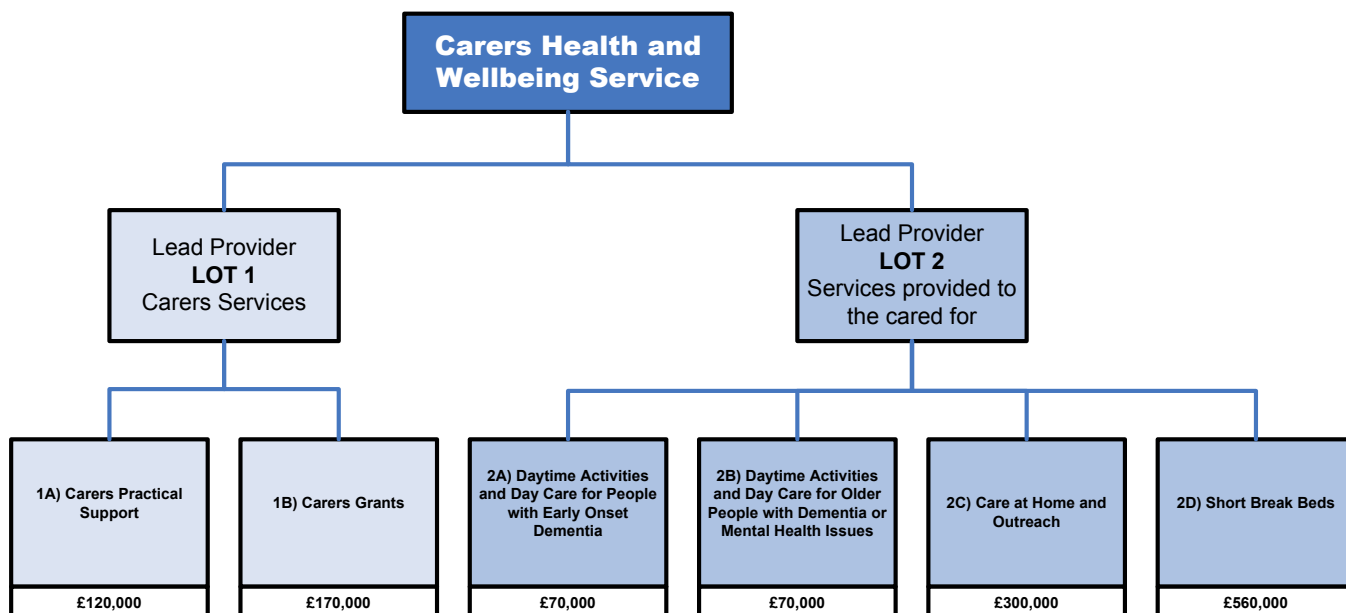 Carers Health and
Wellbeing Service
Lead Provider
LOT 1
Carers Services
Lead Provider
LOT 2
Services provided to
the cared for
1A) Carers Practical
Support
1B) Carers Grants
2A) Daytime Activities
and Day Care for People
with Early Onset
Dementia
2B) Daytime Activities
and Day Care for Older
People with Dementia or
Mental Health Issues
2C) Care at Home and
Outreach
2D) Short Break Beds
£120,000
£170,000
£70,000
£70,000
£300,000
£560,000